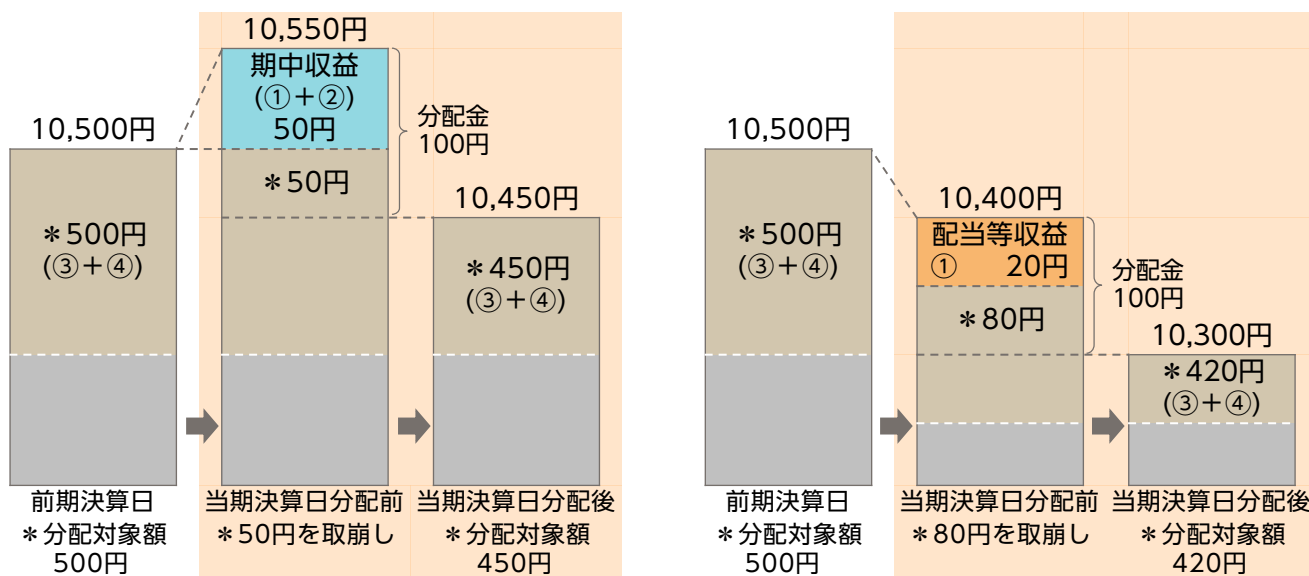 10,500円
＊500円
(③＋④)
前期決算日
＊分配対象額
500円
10,550円
期中収益
(①＋②)
50円
＊50円
分配金
100円
当期決算日分配前
＊50円を取崩し
10,450円
＊450円
(③＋④)
当期決算日分配後
＊分配対象額
450円
10,500円
＊500円
(③＋④)
前期決算日
＊分配対象額
500円
10,400円
配当等収益
① 20円
＊80円
分配金
100円
当期決算日分配前
＊80円を取崩し
10,300円
＊420円
(③＋④)
当期決算日分配後
＊分配対象額
420円